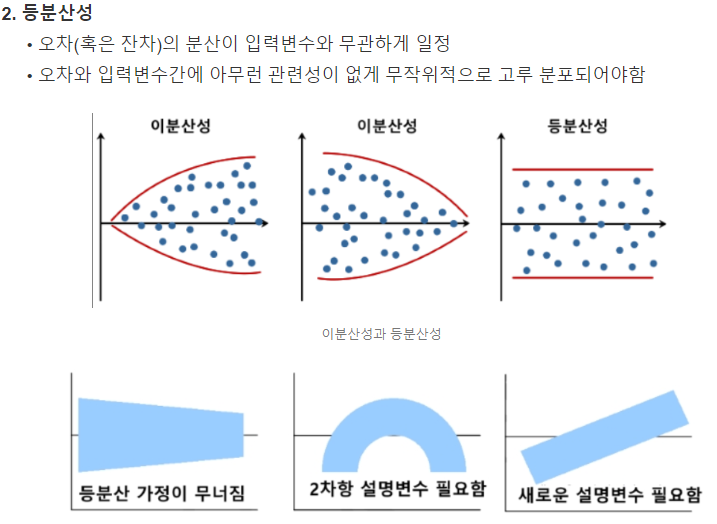 2. 등분산성
• 오차(혹은 잔차)의 분산이 입력변수와 무관하게 일정
• 오차와 입력변수간에 아무런 관련성이 없게 무작위적으로 고루 분포되어야함
이분산성 이분산성 등분산성
이분산성과 등분산성
등분산 가정이 무너짐 2차항 설명변수 필요함 새로운 설명변수 필요함